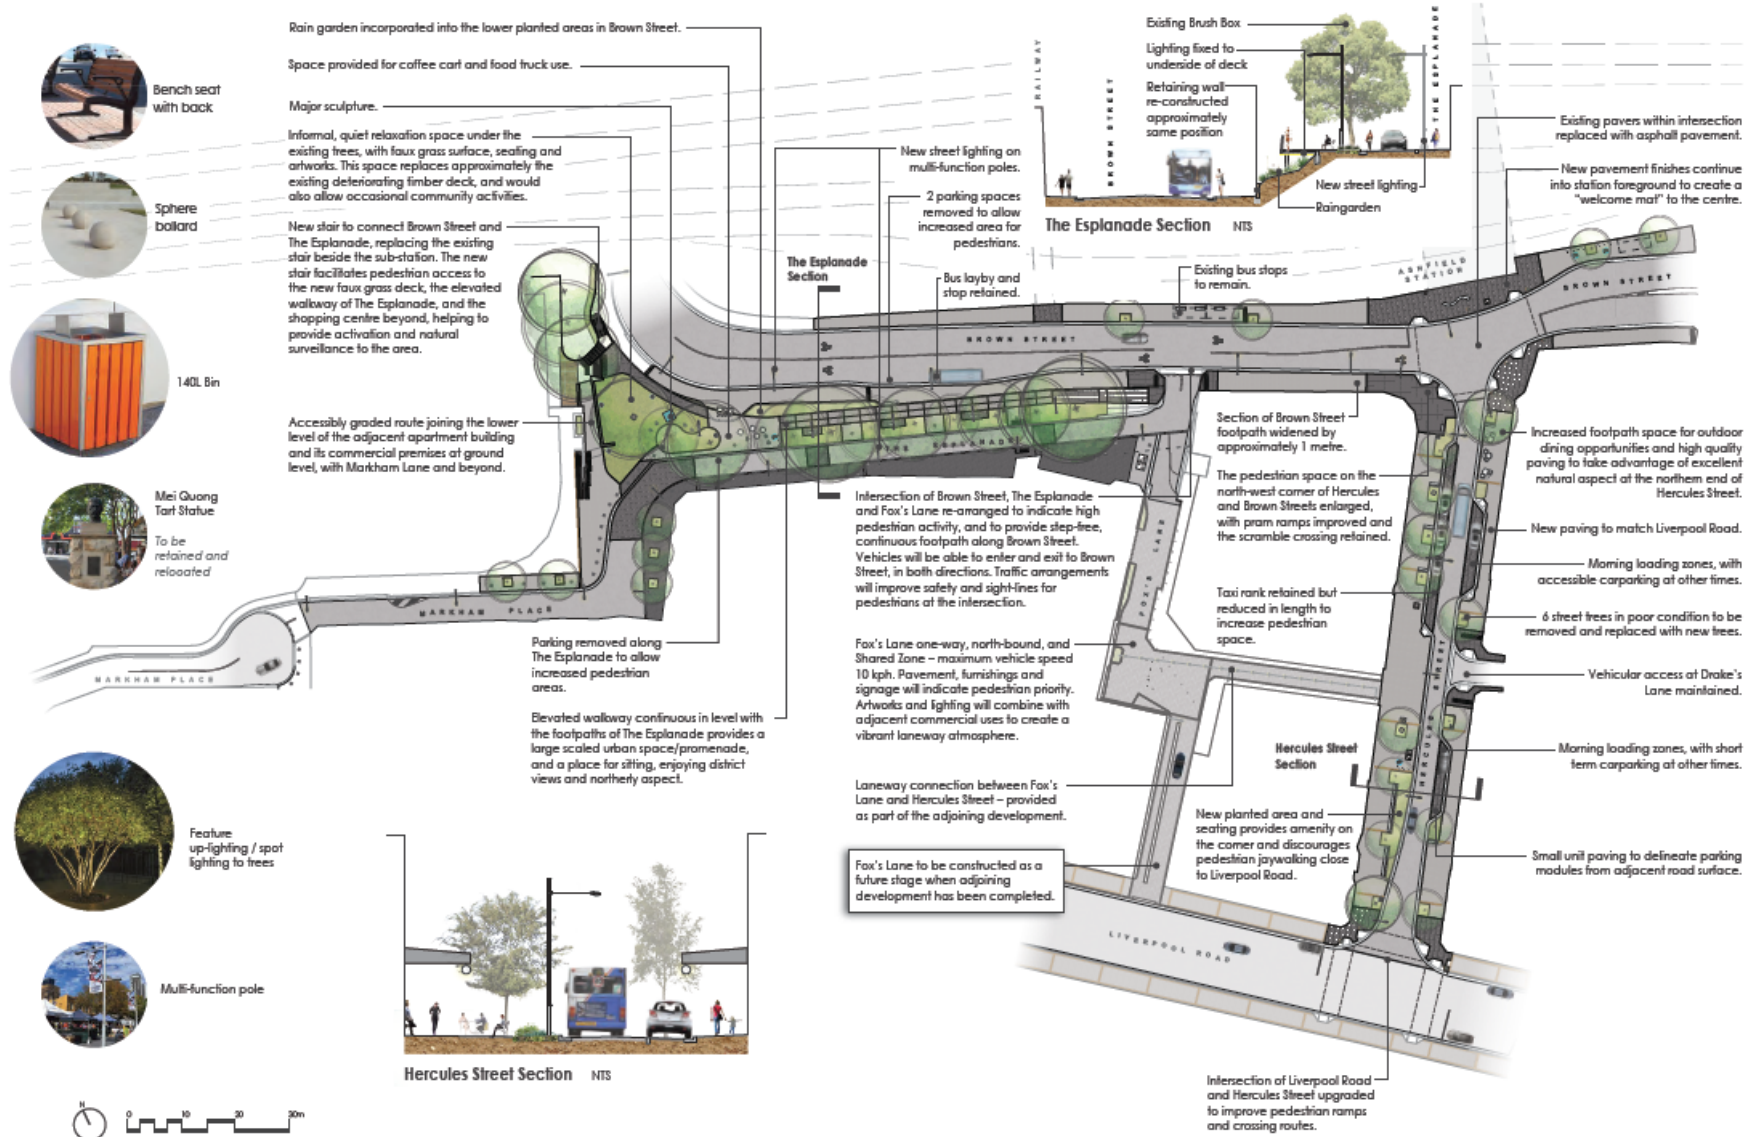 Bench seat
with back
Sphere
bollard
140L Bin
Mei Quong
Tart Statue
To be
retained and
relocated
Feature
up-lighting / spot
lighting to trees
Multi-function pole
N
0 10 20 30m
Rain garden incorporated into the lower planted areas in Brown Street.
Space provided for coffee cart and food truck use.
Major sculpture.
Informal, quiet relaxation space under the
existing trees, with faux grass surface, seating and
artworks. This space replaces approximately the
existing deteriorating timber deck, and would
also allow occasional community activities.
New stair to connect Brown Street and
The Esplanade, replacing the existing
stair beside the sub-station. The new
stair facilitates pedestrian access to
the new faux grass deck, the elevated
walkway of The Esplanade, and the
shopping centre beyond, helping to
provide activation and natural
surveillance to the area.
Accessibly graded route joining the lower
level of the adjacent apartment building
and its commercial premises at ground
level, with Markham Lane and beyond.
New street lighting on
multi-function poles.
2 parking spaces
removed to allow
increased area for
pedestrians.
The Esplanade
Section
Bus layby and
stop retained.
RAILWAY
BROWN STREET
THE ESPLANADE
Existing Brush Box
Lighting fixed to
underside of deck
Retaining wall
re-constructed
approximately
same position
New street lighting
Raingarden
The Esplanade Section NTS
Existing bus stops
to remain.
ASHFIELD
STATION
BROWN STREET
BROWN STREET
THE ESPLANADE
Existing pavers within intersection
replaced with asphalt pavement.
New pavement finishes continue
into station foreground to create a
"welcome mat" to the centre.
Section of Brown Street
footpath widened by
approximately 1 metre.
The pedestrian space on the
north-west corner of Hercules
and Brown Streets enlarged,
with pram ramps improved and
the scramble crossing retained.
Taxi rank retained but
reduced in length to
increase pedestrian
space.
Increased footpath space for outdoor
dining opportunities and high quality
paving to take advantage of excellent
natural aspect at the northern end of
Hercules Street.
New paving to match Liverpool Road.
Morning loading zones, with
accessible carparking at other times.
6 street trees in poor condition to be
removed and replaced with new trees.
Vehicular access at Drake's
Lane maintained.
Morning loading zones, with short
term carparking at other times.
Small unit paving to delineate parking
modules from adjacent road surface.
Intersection of Brown Street, The Esplanade
and Fox's Lane re-arranged to indicate high
pedestrian activity, and to provide step-free,
continuous footpath along Brown Street.
Vehicles will be able to enter and exit to Brown
Street, in both directions. Traffic arrangements
will improve safety and sight-lines for
pedestrians at the intersection.
Fox's Lane one-way, north-bound, and
Shared Zone – maximum vehicle speed
10 kph. Pavement, furnishings and
signage will indicate pedestrian priority.
Artworks and lighting will combine with
adjacent commercial uses to create a
vibrant laneway atmosphere.
Laneway connection between Fox's
Lane and Hercules Street – provided
as part of the adjoining development.
Fox's Lane to be constructed as a
future stage when adjoining
development has been completed.
FOX'S LANE
HERCULES STREET
Hercules Street
Section
New planted area and
seating provides amenity on
the corner and discourages
pedestrian jaywalking close
to Liverpool Road.
MARKHAM PLACE
MARKHAM PLACE
Parking removed along
The Esplanade to allow
increased pedestrian
areas.
Elevated walkway continuous in level with
the footpaths of The Esplanade provides a
large scaled urban space/promenade,
and a place for sitting, enjoying district
views and northerly aspect.
Hercules Street Section NTS
LIVERPOOL ROAD
Intersection of Liverpool Road
and Hercules Street upgraded
to improve pedestrian ramps
and crossing routes.